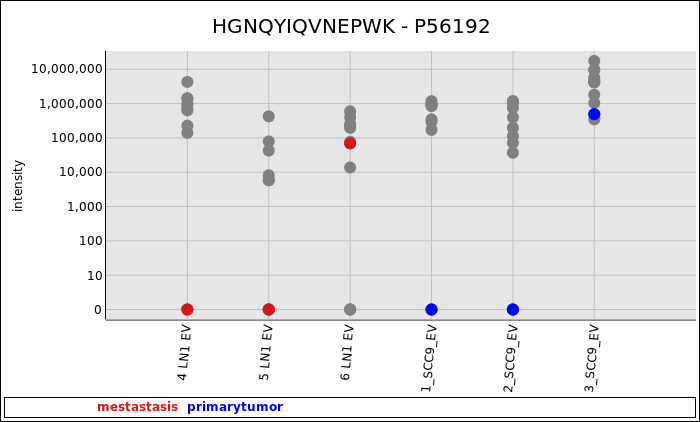 HGNQYIQVNEPWK - P56192
10,000,000
1,000,000
100,000
10,000
1,000
100
10
0
intensity
4 LN1 EV
5 LN1 EV
6 LN1 EV
1_SCC9_EV
2_SCC9_EV
3_SCC9_EV
mestastasis primarytumor